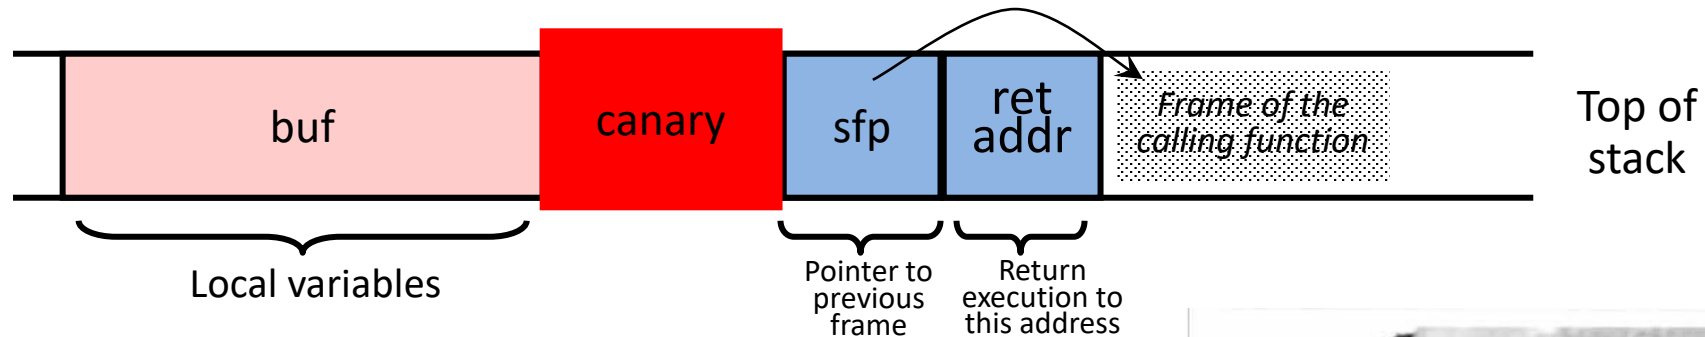 buf
canary
sfp
ret
addr
Frame of the
calling function
Top of
stack
Local variables
Pointer to
previous
frame
Return
execution to
this address